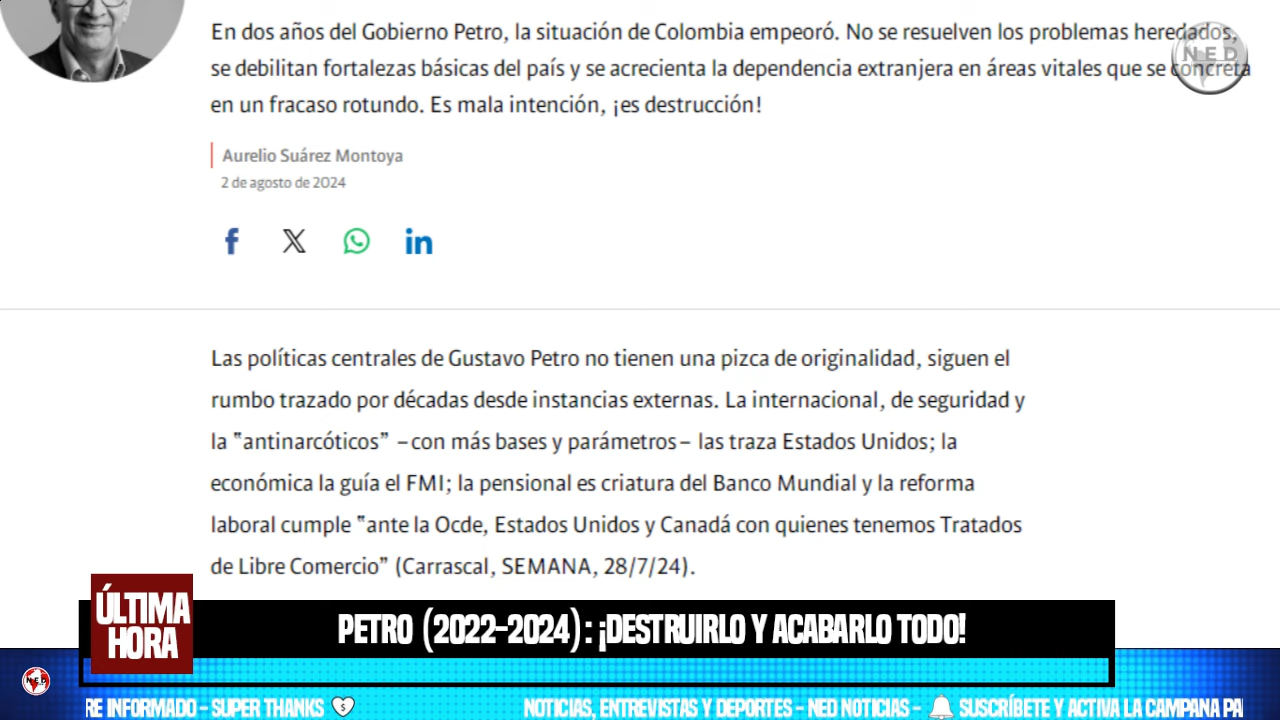 En dos años del Gobierno Petro, la situación de Colombia empeoró. No se resuelven los problemas heredados,
se debilitan fortalezas básicas del país y se acrecienta la dependencia extranjera en áreas vitales que se concreta
en un fracaso rotundo. Es mala intención, ¡es destrucción!
NED
Aurelio Suárez Montoya
2 de agosto de 2024
Las políticas centrales de Gustavo Petro no tienen una pizca de originalidad, siguen el
rumbo trazado por décadas desde instancias externas. La internacional, de seguridad y
la "antinarcóticos" –con más bases y parámetros– las traza Estados Unidos; la
económica la guía el FMI; la pensional es criatura del Banco Mundial y la reforma
laboral cumple "ante la Ocde, Estados Unidos y Canadá con quienes tenemos Tratados
de Libre Comercio" (Carrascal, SEMANA, 28/7/24).
ÚLTIMA
HORA
PETRO (2022-2024): ¡DESTRUIRLO Y ACABARLO TODO!
NED
RE INFORMADO - SUPER THANKS NOTICIAS, ENTREVISTAS Y DEPORTES - NED NOTICIAS - SUSCRÍBETE Y ACTIVA LA CAMPANA PA